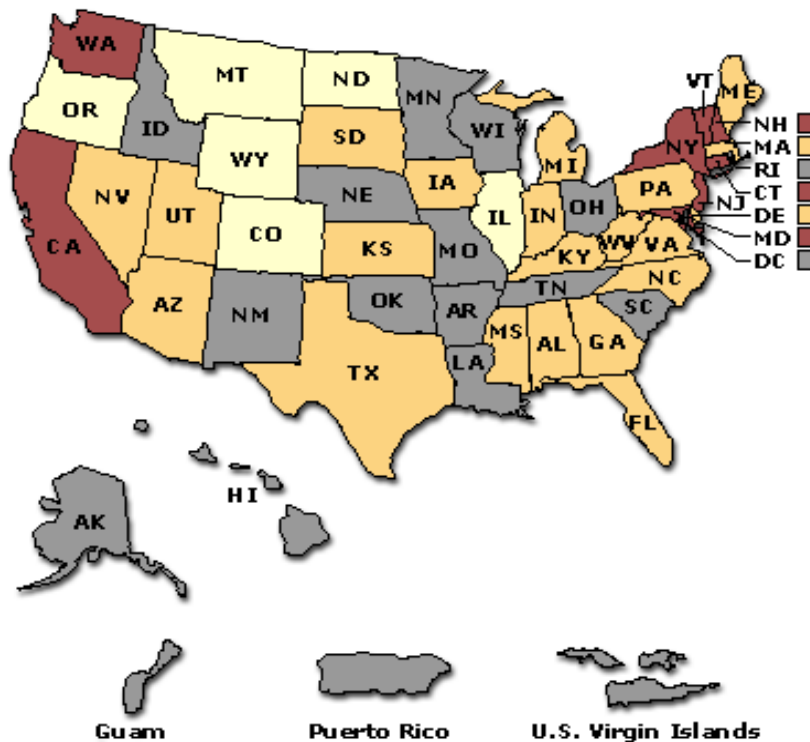 WA
MT
ND
MN
VT
ME
OR
ID
WI
NH
SD
NY
MA
WY
MI
RI
IA
PA
CT
NE
NJ
NV
UT
IL
IN
OH
DE
CA
CO
MO
WV
VA
MD
KS
KY
DC
NC
TN
AZ
NM
OK
AR
SC
MS
AL
GA
TX
LA
FL
HI
AK
Guam
Puerto Rico
U.S. Virgin Islands